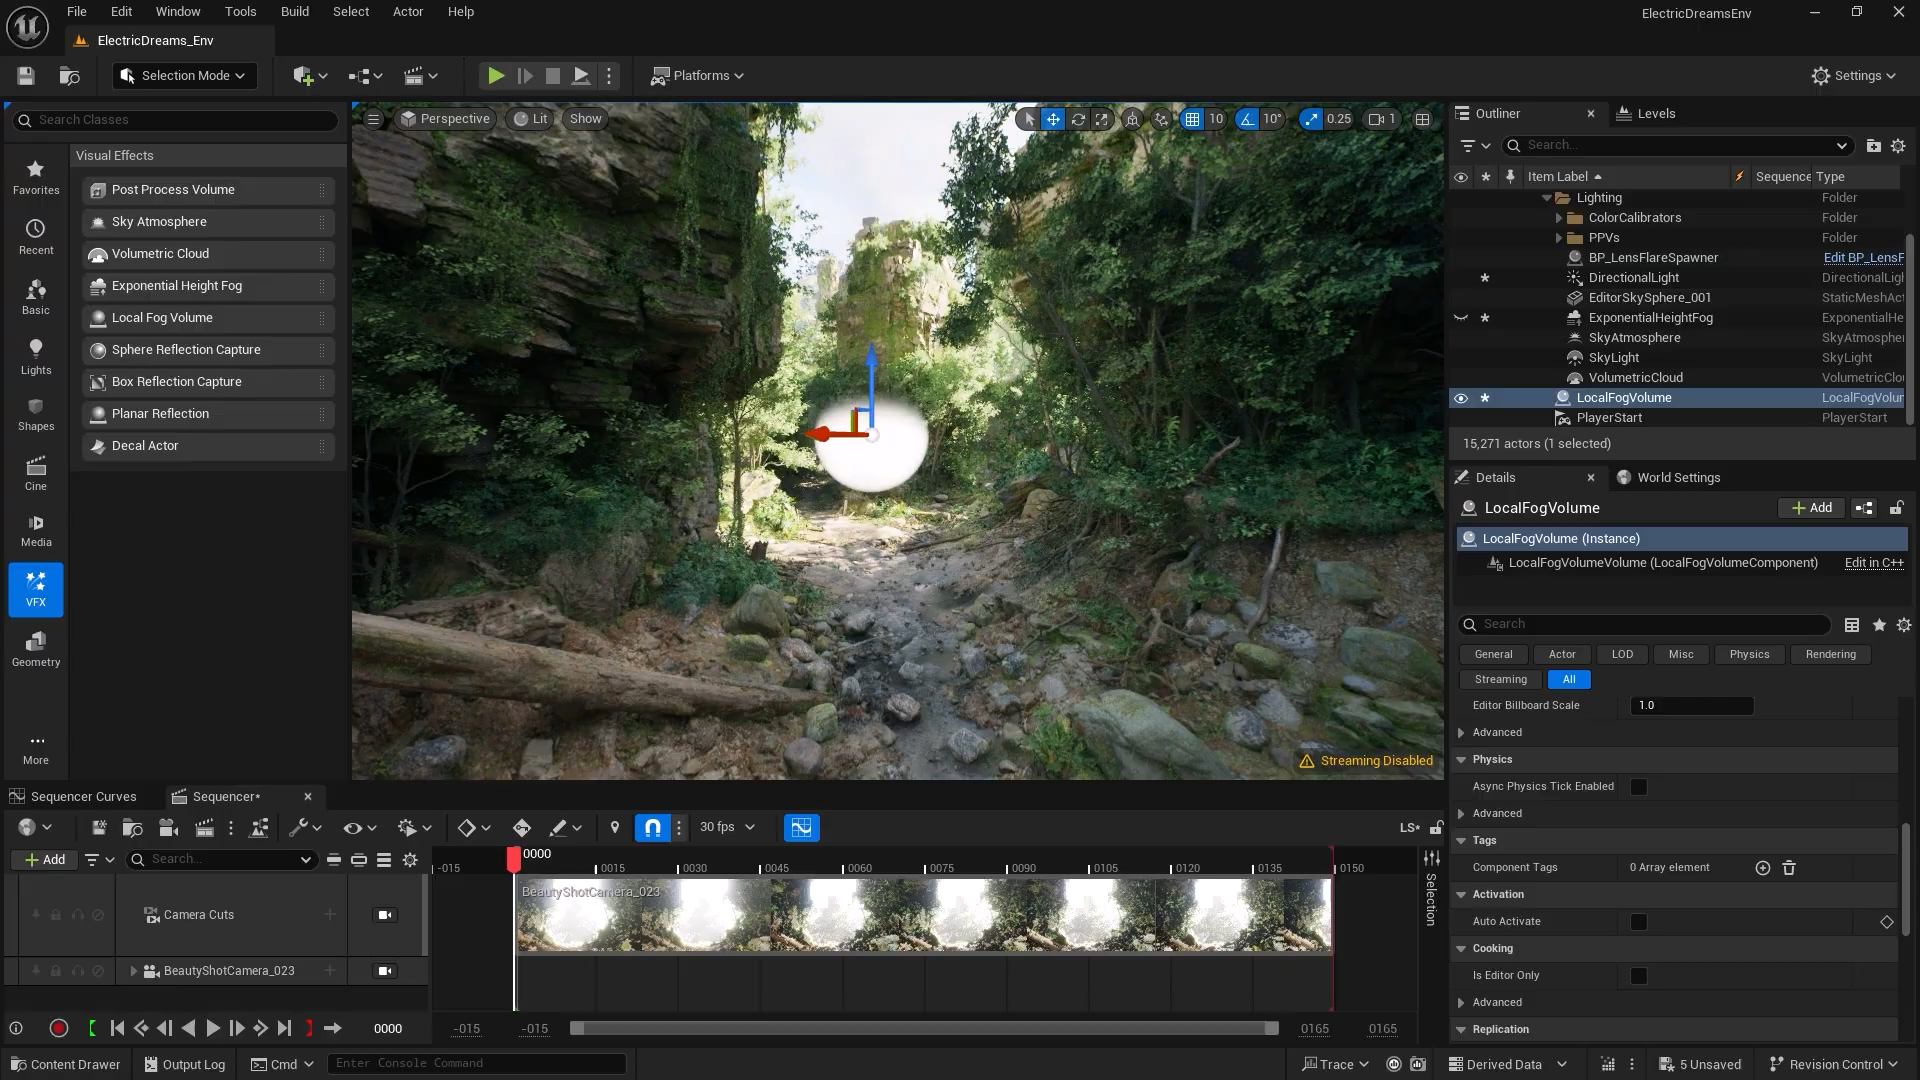 File Edit Window Tools Build Select Actor Help
ElectricDreamsEnv
ElectricDreams_Env
Selection Mode
Platforms
Settings
Search Classes
Visual Effects
Favorites
Recent
Basic
Lights
Shapes
Cine
Media
VFX
Geometry
More
Post Process Volume
Sky Atmosphere
Volumetric Cloud
Exponential Height Fog
Local Fog Volume
Sphere Reflection Capture
Box Reflection Capture
Planar Reflection
Decal Actor
Perspective Lit Show
10 10° 0.25 1
Streaming Disabled
Outliner Levels
Search...
Item Label Sequence Type
Lighting Folder
ColorCalibrators Folder
PPVs Folder
BP_LensFlareSpawner Edit BP_LensF
DirectionalLight DirectionalLigh
EditorSkySphere_001 StaticMeshAct
ExponentialHeightFog ExponentialHe
SkyAtmosphere SkyAtmospher
SkyLight SkyLight
VolumetricCloud VolumetricClou
LocalFogVolume LocalFogVolum
PlayerStart PlayerStart
15,271 actors (1 selected)
Details World Settings
LocalFogVolume
Add
LocalFogVolume (Instance)
LocalFogVolumeVolume (LocalFogVolumeComponent) Edit in C++
Search
General Actor LOD Misc Physics Rendering
Streaming All
Editor Billboard Scale 1.0
Advanced
Physics
Async Physics Tick Enabled
Advanced
Tags
Component Tags 0 Array element
Activation
Auto Activate
Cooking
Is Editor Only
Advanced
Replication
Sequencer Curves Sequencer*
30 fps
LS*
Add
Search...
-015 0000 0015 0030 0045 0060 0075 0090 0105 0120 0135 0150
BeautyShotCamera_023
Selection
Camera Cuts
BeautyShotCamera_023
0000
-015 -015 0165 0165
Content Drawer Output Log Cmd Enter Console Command
Trace Derived Data 5 Unsaved Revision Control